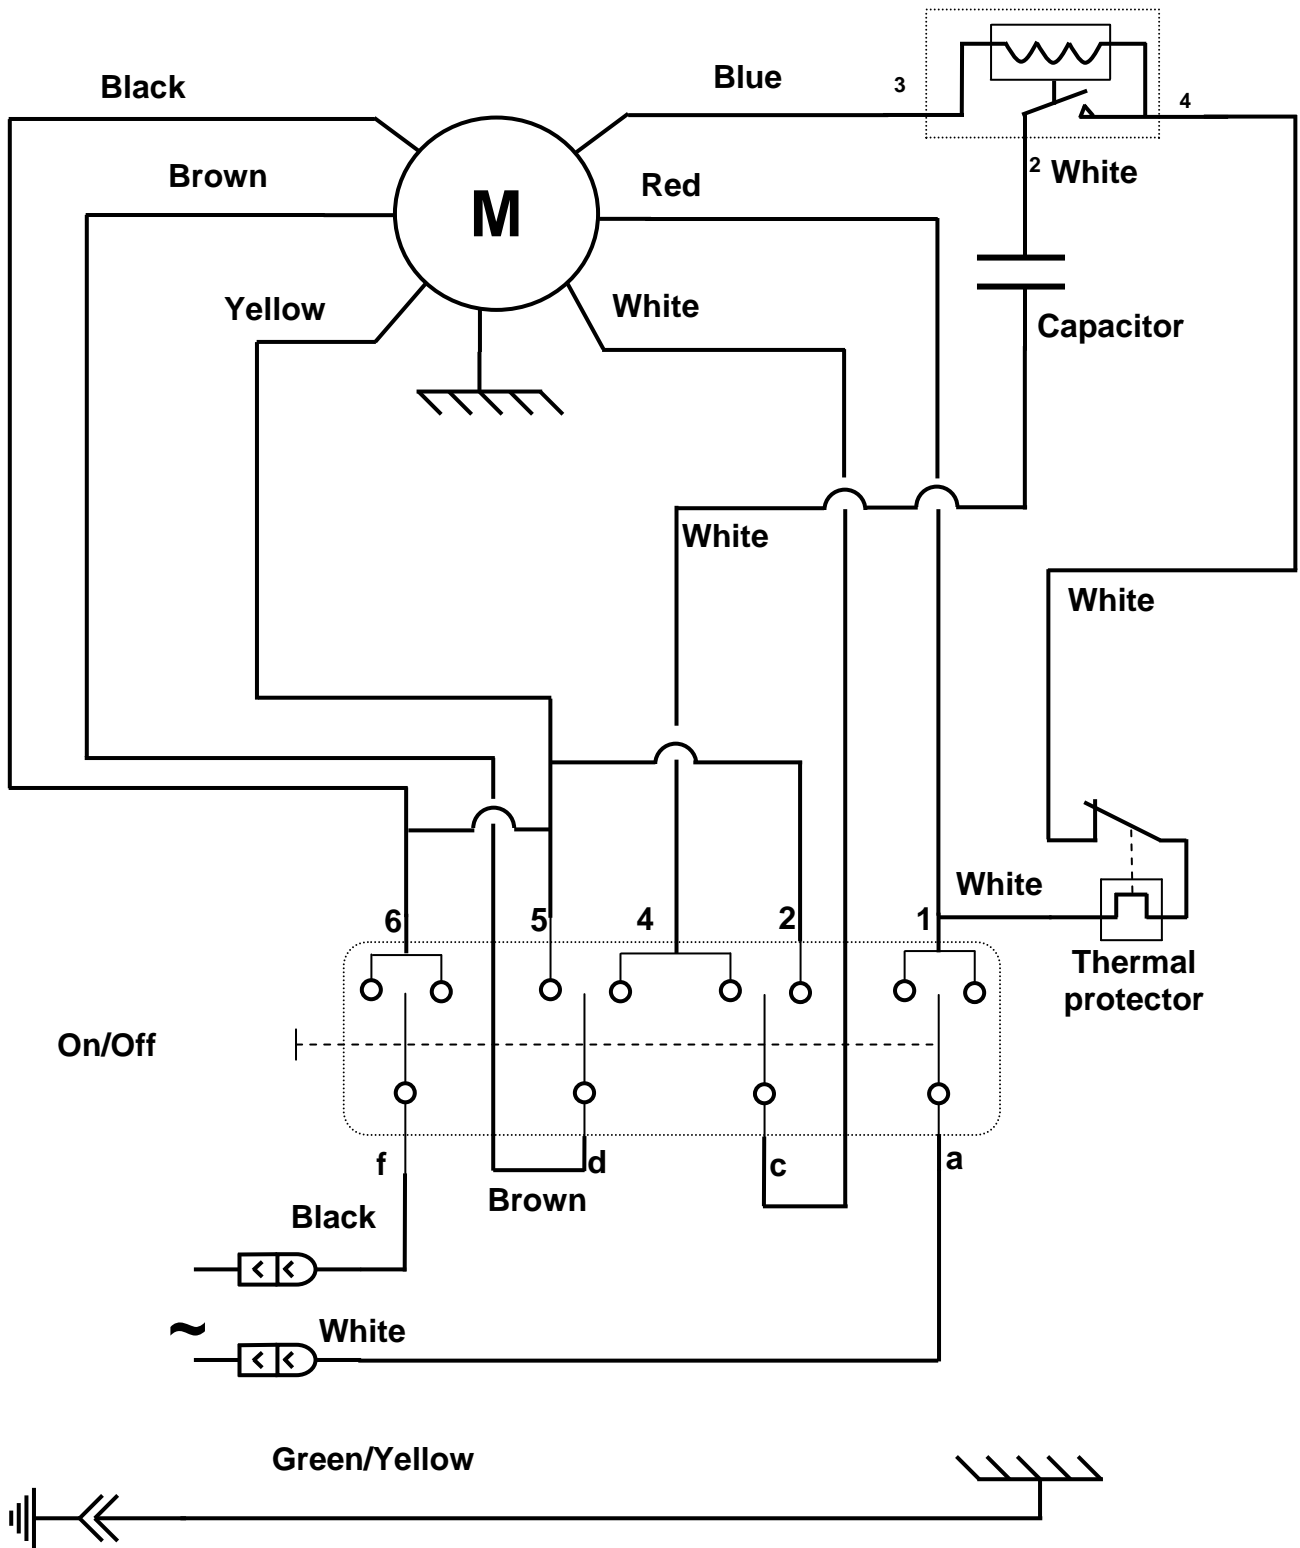 Black
Blue
3
4
Brown
M
Red
2
White
Yellow
White
Capacitor
White
White
White
6
5
4
2
1
Thermal
protector
On/Off
f
d
c
a
Brown
Black
~
White
Green/Yellow